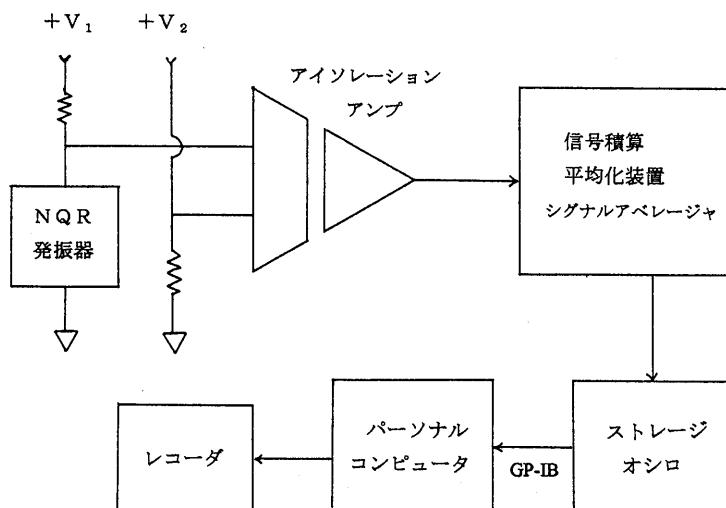 +V₁
+V₂
アイソレーション
アンプ
NQR
発振器
信号積算
平均化装置
シグナルアベレージャ
ストレージ
オシロ
GP-IB
パーソナル
コンピュータ
レコーダ